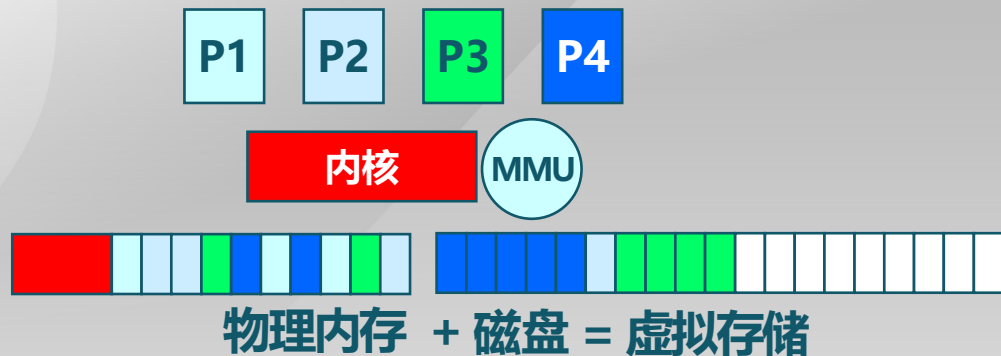 P1 P2 P3 P4
内核 MMU
物理内存 + 磁盘 = 虚拟存储